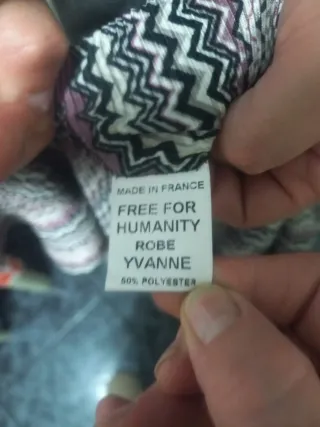 MADE IN FRANCE
FREE FOR
HUMANITY
ROBE
YVANNE
50% POLYESTER